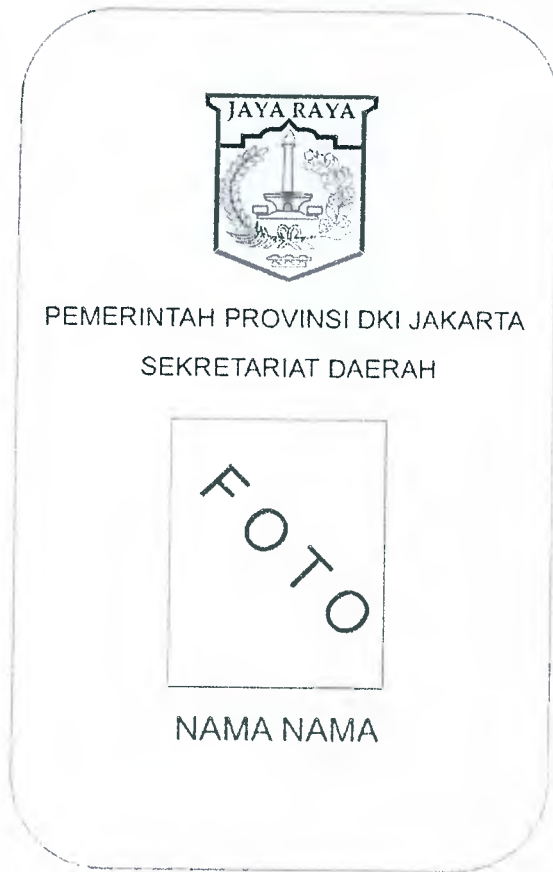 JAYA RAYA
PEMERINTAH PROVINSI DKI JAKARTA
SEKRETARIAT DAERAH
FOTO
NAMA NAMA